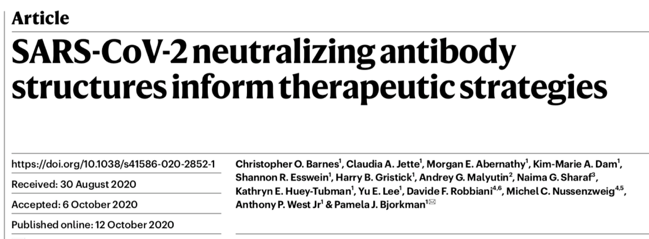 Article
SARS-CoV-2 neutralizing antibody
structures inform therapeutic strategies
https://doi.org/10.1038/s41586-020-2852-1
Received: 30 August 2020
Accepted: 6 October 2020
Published online: 12 October 2020
Christopher O. Barnes¹, Claudia A. Jette¹, Morgan E. Abernathy¹, Kim-Marie A. Dam¹,
Shannon R. Esswein¹, Harry B. Gristick¹, Andrey G. Malyutin², Naima G. Sharaf³,
Kathryn E. Huey-Tubman¹, Yu E. Lee¹, Davide F. Robbiani⁴,⁶, Michel C. Nussenzweig⁴,⁵,
Anthony P. West Jr¹ & Pamela J. Bjorkman¹✉